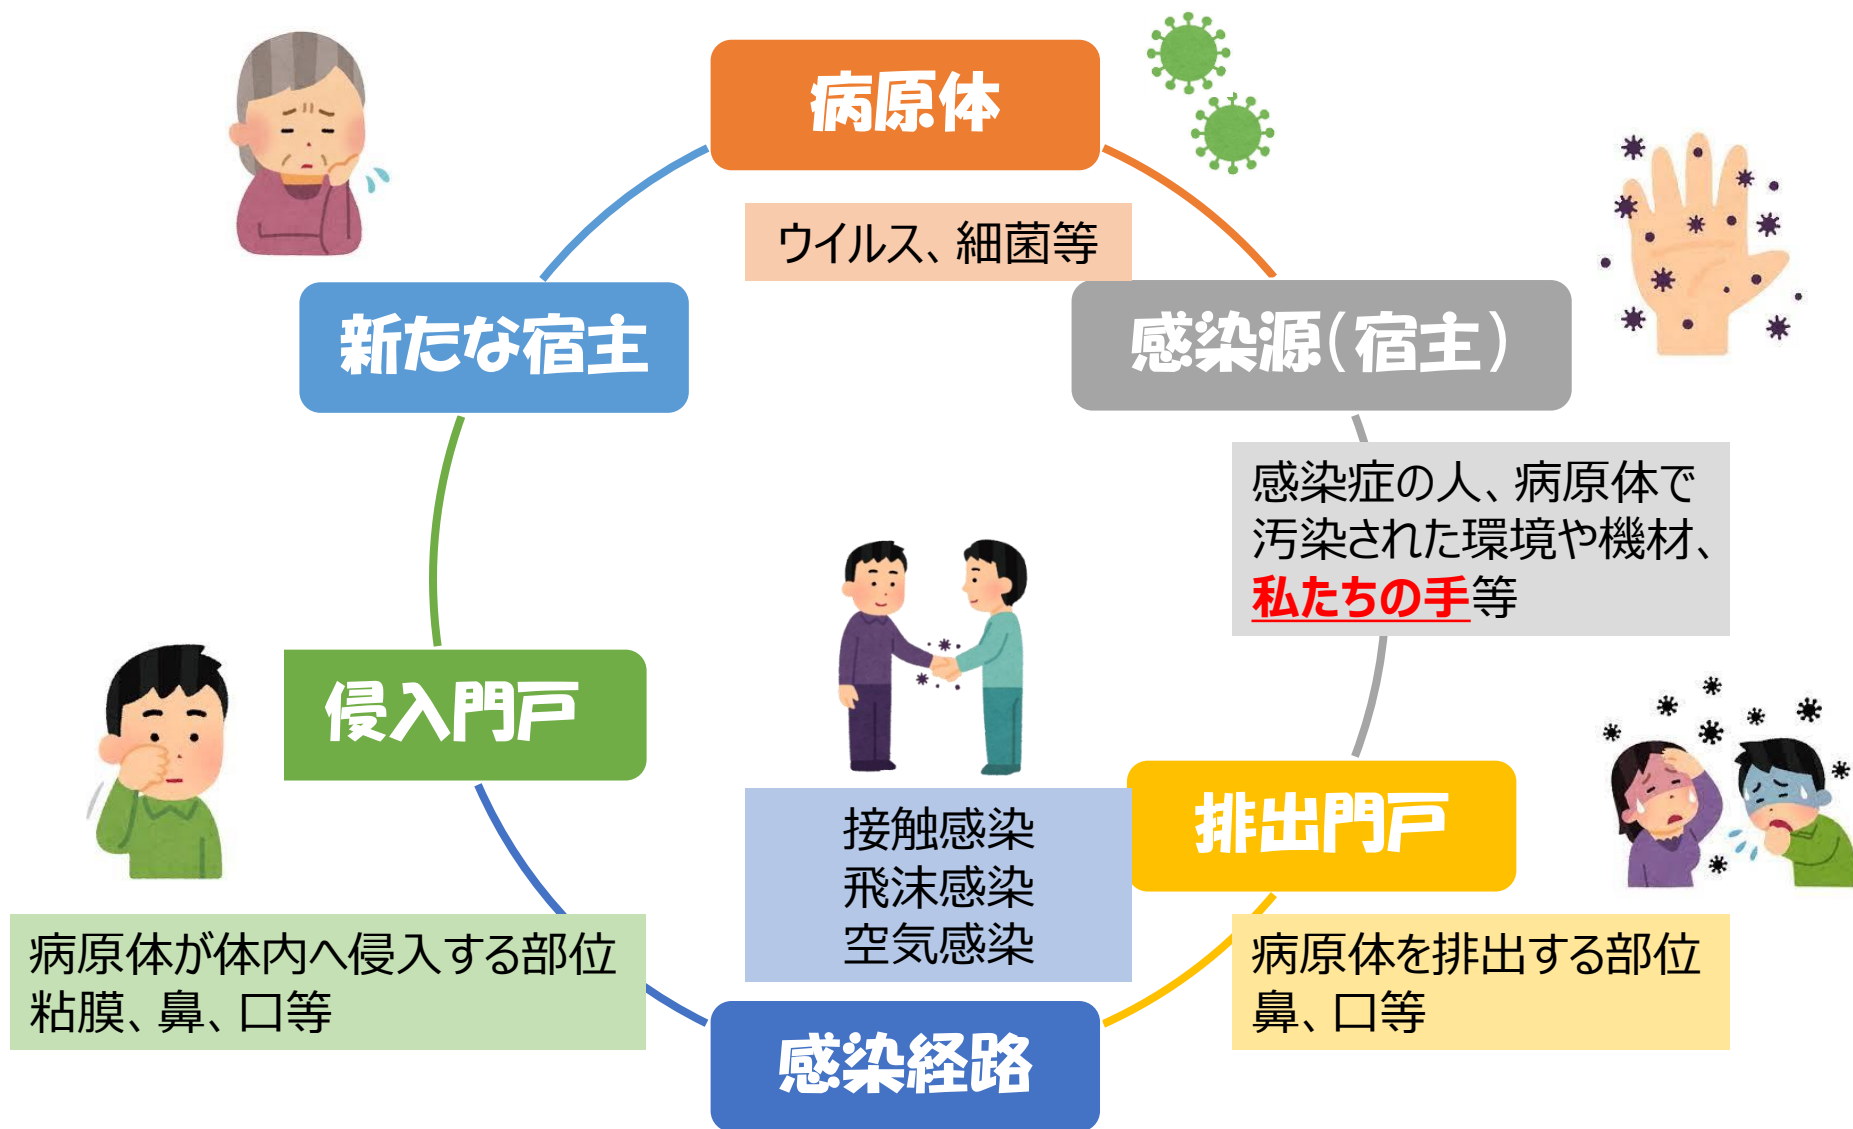 病原体
ウイルス、細菌等
感染源(宿主)
感染症の人、病原体で
汚染された環境や機材、
私たちの手等
排出門戸
病原体を排出する部位
鼻、口等
感染経路
接触感染
飛沫感染
空気感染
侵入門戸
病原体が体内へ侵入する部位
粘膜、鼻、口等
新たな宿主